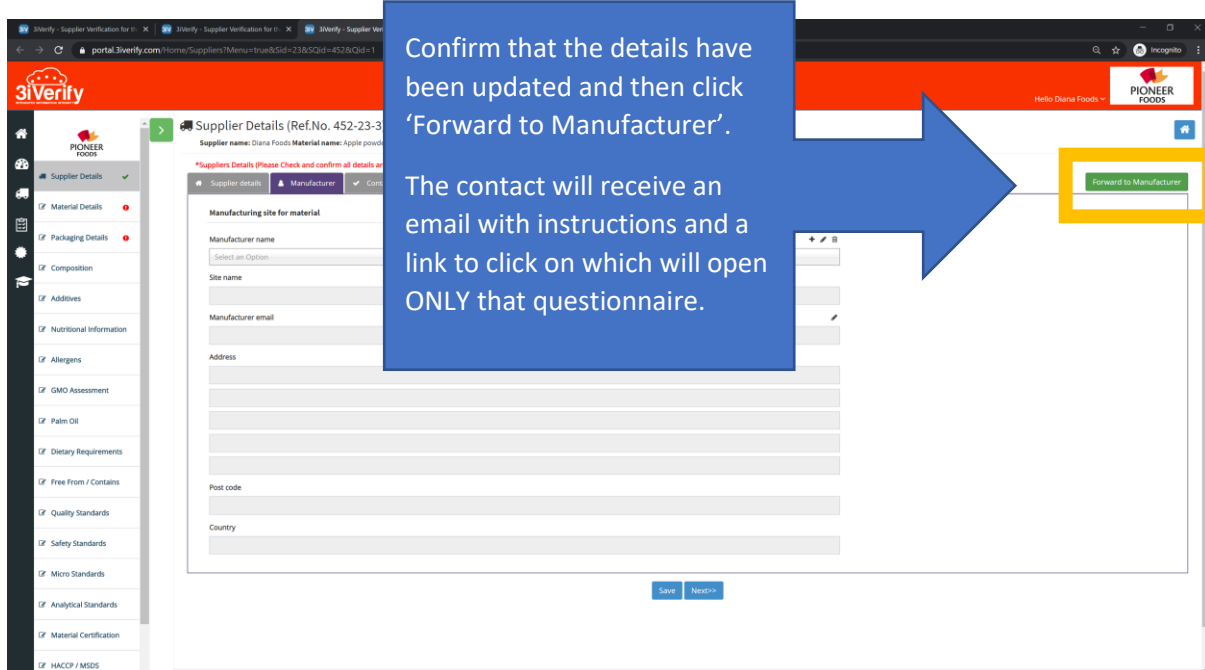 3iVerify - Supplier Verification for th
3iVerify - Supplier Verification for th
3iVerify - Supplier Ver
portal.3iverify.com/Home/Suppliers?Menu=true&Sid=23&SQid=452&Qid=1
Incognito
3iVerify
Hello Diana Foods
PIONEER
FOODS
PIONEER
FOODS
Supplier Details (Ref.No. 452-23-3
Supplier name: Diana Foods Material name: Apple powde
*Suppliers Details (Please Check and confirm all details ar
Supplier details
Manufacturer
Cont
Forward to Manufacturer
Manufacturing site for material
Manufacturer name
Select an Option
Site name
Manufacturer email
Address
Post code
Country
Save
Next>>
Supplier Details
Material Details
Packaging Details
Composition
Additives
Nutritional Information
Allergens
GMO Assessment
Palm Oil
Dietary Requirements
Free From / Contains
Quality Standards
Safety Standards
Micro Standards
Analytical Standards
Material Certification
HACCP / MSDS
Confirm that the details have
been updated and then click
‘Forward to Manufacturer’.
The contact will receive an
email with instructions and a
link to click on which will open
ONLY that questionnaire.